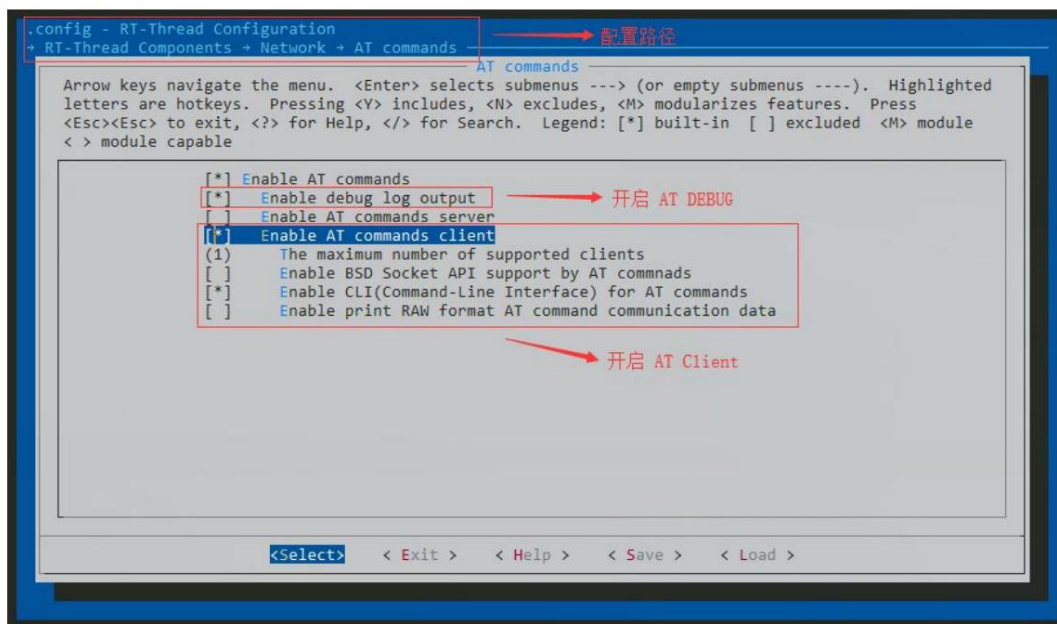 .config - RT-Thread Configuration
→ RT-Thread Components → Network → AT commands
配置路径
AT commands
Arrow keys navigate the menu. <Enter> selects submenus ---> (or empty submenus ----). Highlighted
letters are hotkeys. Pressing <Y> includes, <N> excludes, <M> modularizes features. Press
<Esc><Esc> to exit, <?> for Help, </> for Search. Legend: [*] built-in [ ] excluded <M> module
< > module capable
[*] Enable AT commands
[*] Enable debug log output
开启 AT DEBUG
[ ] Enable AT commands server
[*] Enable AT commands client
(1) The maximum number of supported clients
[ ] Enable BSD Socket API support by AT commnads
[*] Enable CLI(Command-Line Interface) for AT commands
[ ] Enable print RAW format AT command communication data
开启 AT Client
<Select> < Exit > < Help > < Save > < Load >